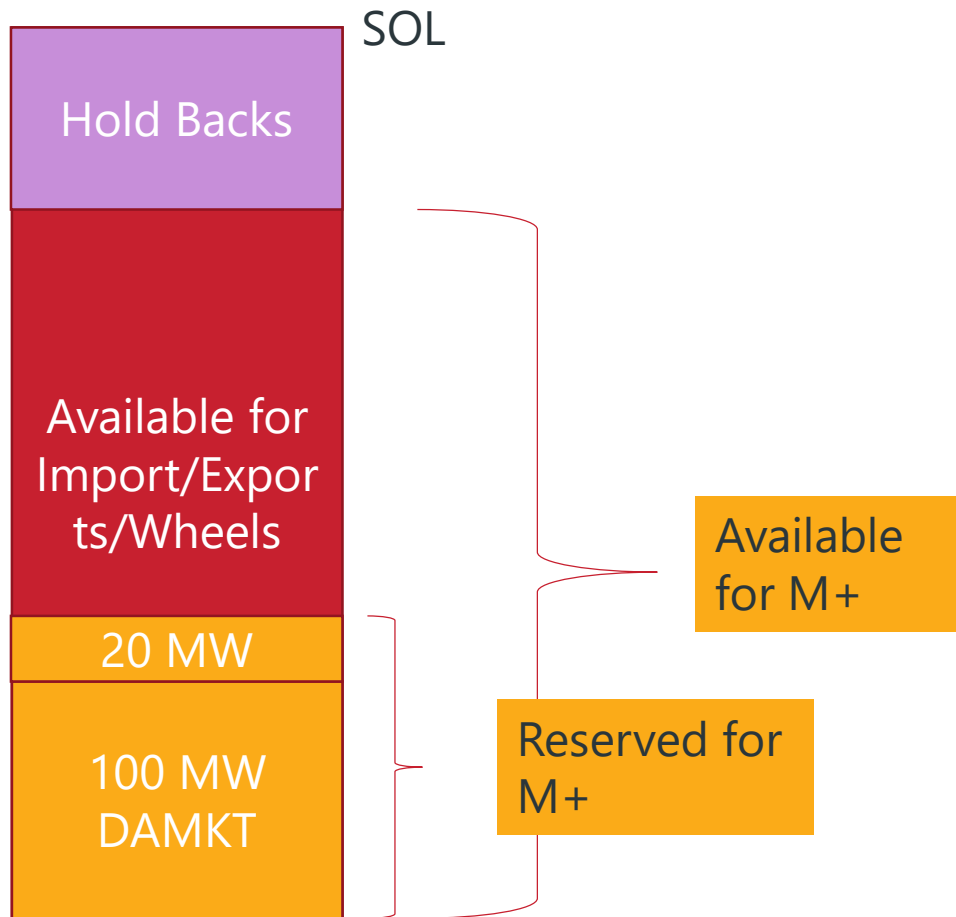 SOL
Hold Backs
Available for
Import/Expor
ts/Wheels
Available
for M+
20 MW
Reserved for
M+
100 MW
DAMKT